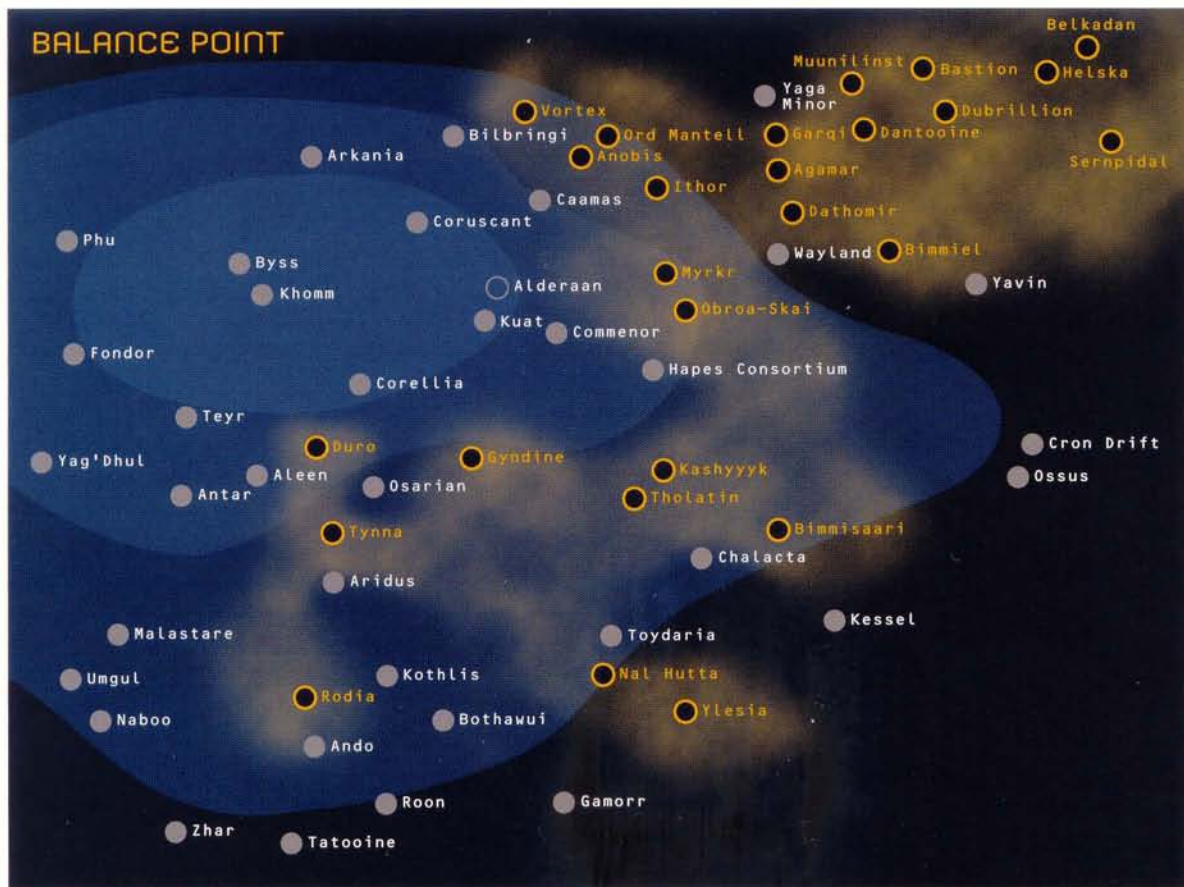 BALANCE POINT
Belkadan
Muunilinst
Bastion
Helska
Yaga
Minor
Vortex
Dubrillion
Bilbringi
Ord Mantell
Garqi
Dantooine
Arkania
Anobis
Sernpidal
Agamar
Ithor
Caamas
Coruscant
Dathomir
Phu
Wayland
Bimmiel
Byss
Myrkr
Yavin
Khomm
Alderaan
Obroa-Skai
Kuat
Commenor
Fondor
Hapes Consortium
Corellia
Teyr
Duro
Cron Drift
Yag'Dhul
Gyndine
Aleen
Kashyyyk
Ossus
Antar
Osarian
Tholatin
Tynna
Bimmisaari
Chalacta
Aridus
Kessel
Malastare
Toydaria
Umgul
Kothlis
Nal Hutta
Rodia
Ylesia
Naboo
Bothawui
Ando
Roon
Gamorr
Zhar
Tatooine